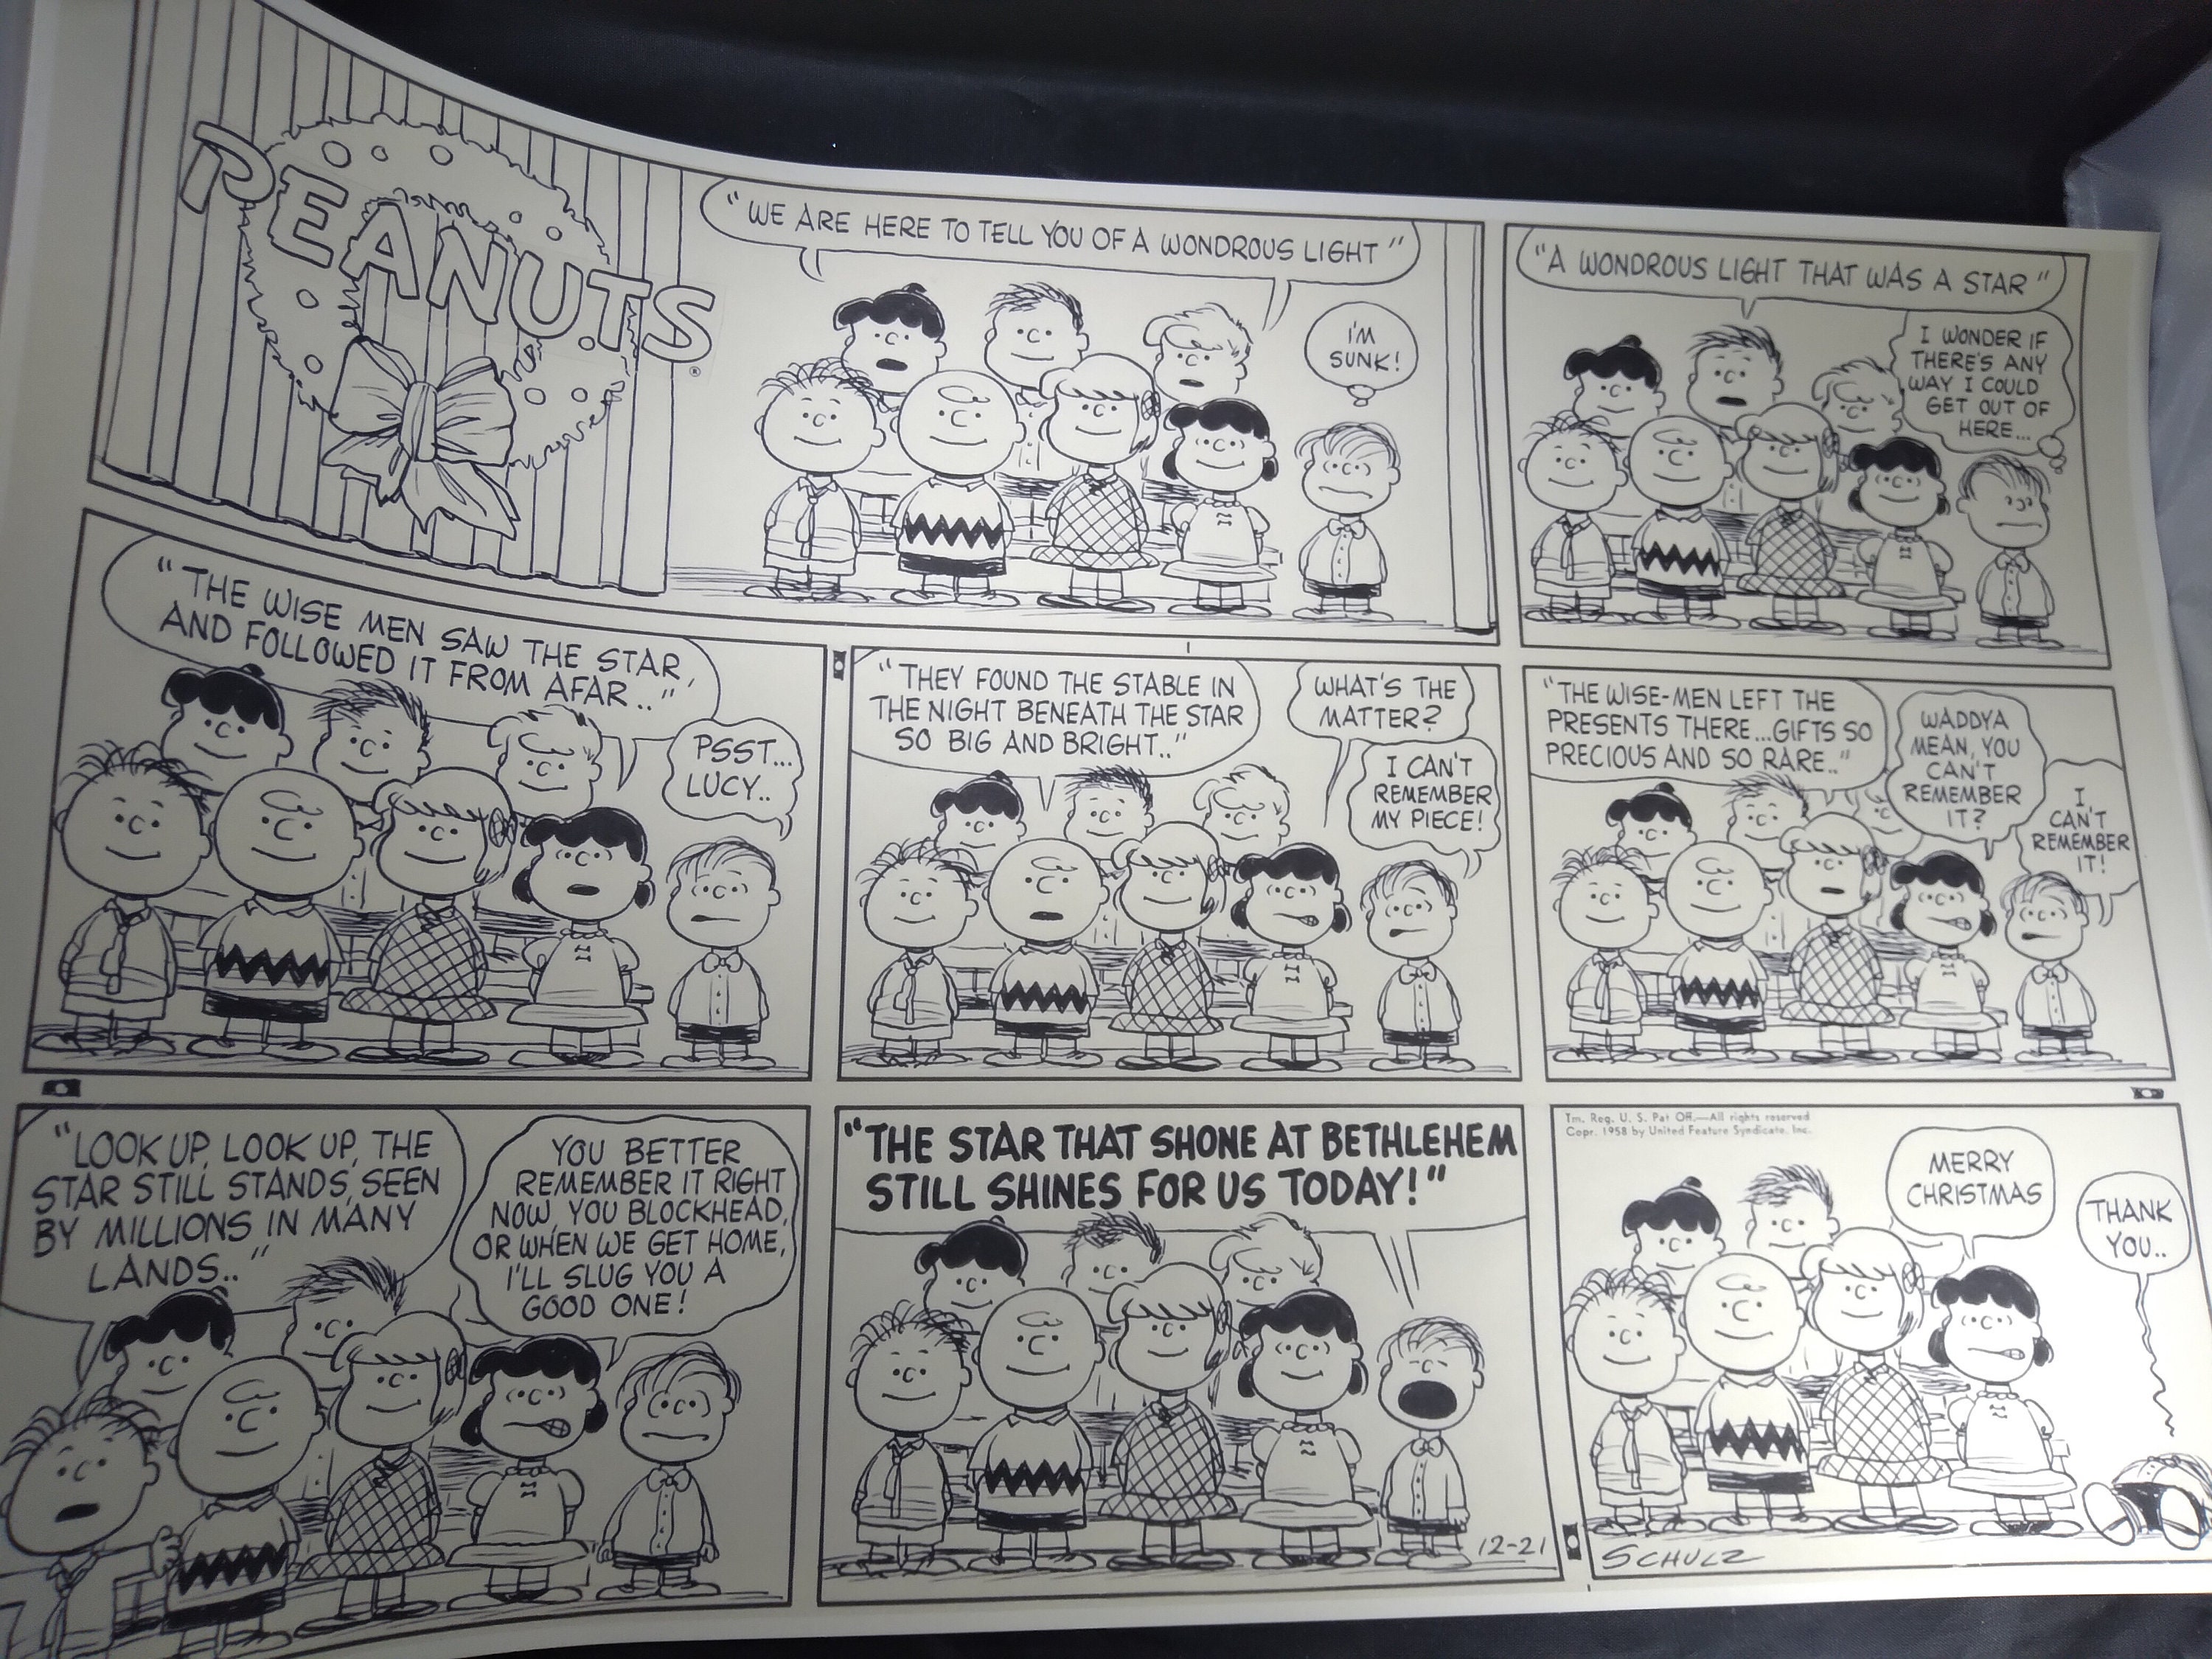 PEANUTS
®
"WE ARE HERE TO TELL YOU OF A WONDROUS LIGHT"
I'M
SUNK!
"A WONDROUS LIGHT THAT WAS A STAR"
I WONDER IF
THERE'S ANY
WAY I COULD
GET OUT OF
HERE...
"THE WISE MEN SAW THE STAR,
AND FOLLOWED IT FROM AFAR.."
PSST...
LUCY..
"THEY FOUND THE STABLE IN
THE NIGHT BENEATH THE STAR
SO BIG AND BRIGHT.."
WHAT'S THE
MATTER?
I CAN'T
REMEMBER
MY PIECE!
"THE WISE-MEN LEFT THE
PRESENTS THERE...GIFTS SO
PRECIOUS AND SO RARE.."
WADDYA
MEAN, YOU
CAN'T
REMEMBER
IT?
I
CAN'T
REMEMBER
IT!
"LOOK UP, LOOK UP, THE
STAR STILL STANDS, SEEN
BY MILLIONS IN MANY
LANDS.."
YOU BETTER
REMEMBER IT RIGHT
NOW, YOU BLOCKHEAD,
OR WHEN WE GET HOME,
I'LL SLUG YOU A
GOOD ONE!
"THE STAR THAT SHONE AT BETHLEHEM
STILL SHINES FOR US TODAY!"
12-21
Tm. Reg. U. S. Pat Off.—All rights reserved
Copr. 1958 by United Feature Syndicate, Inc.
MERRY
CHRISTMAS
THANK
YOU..
SCHULZ